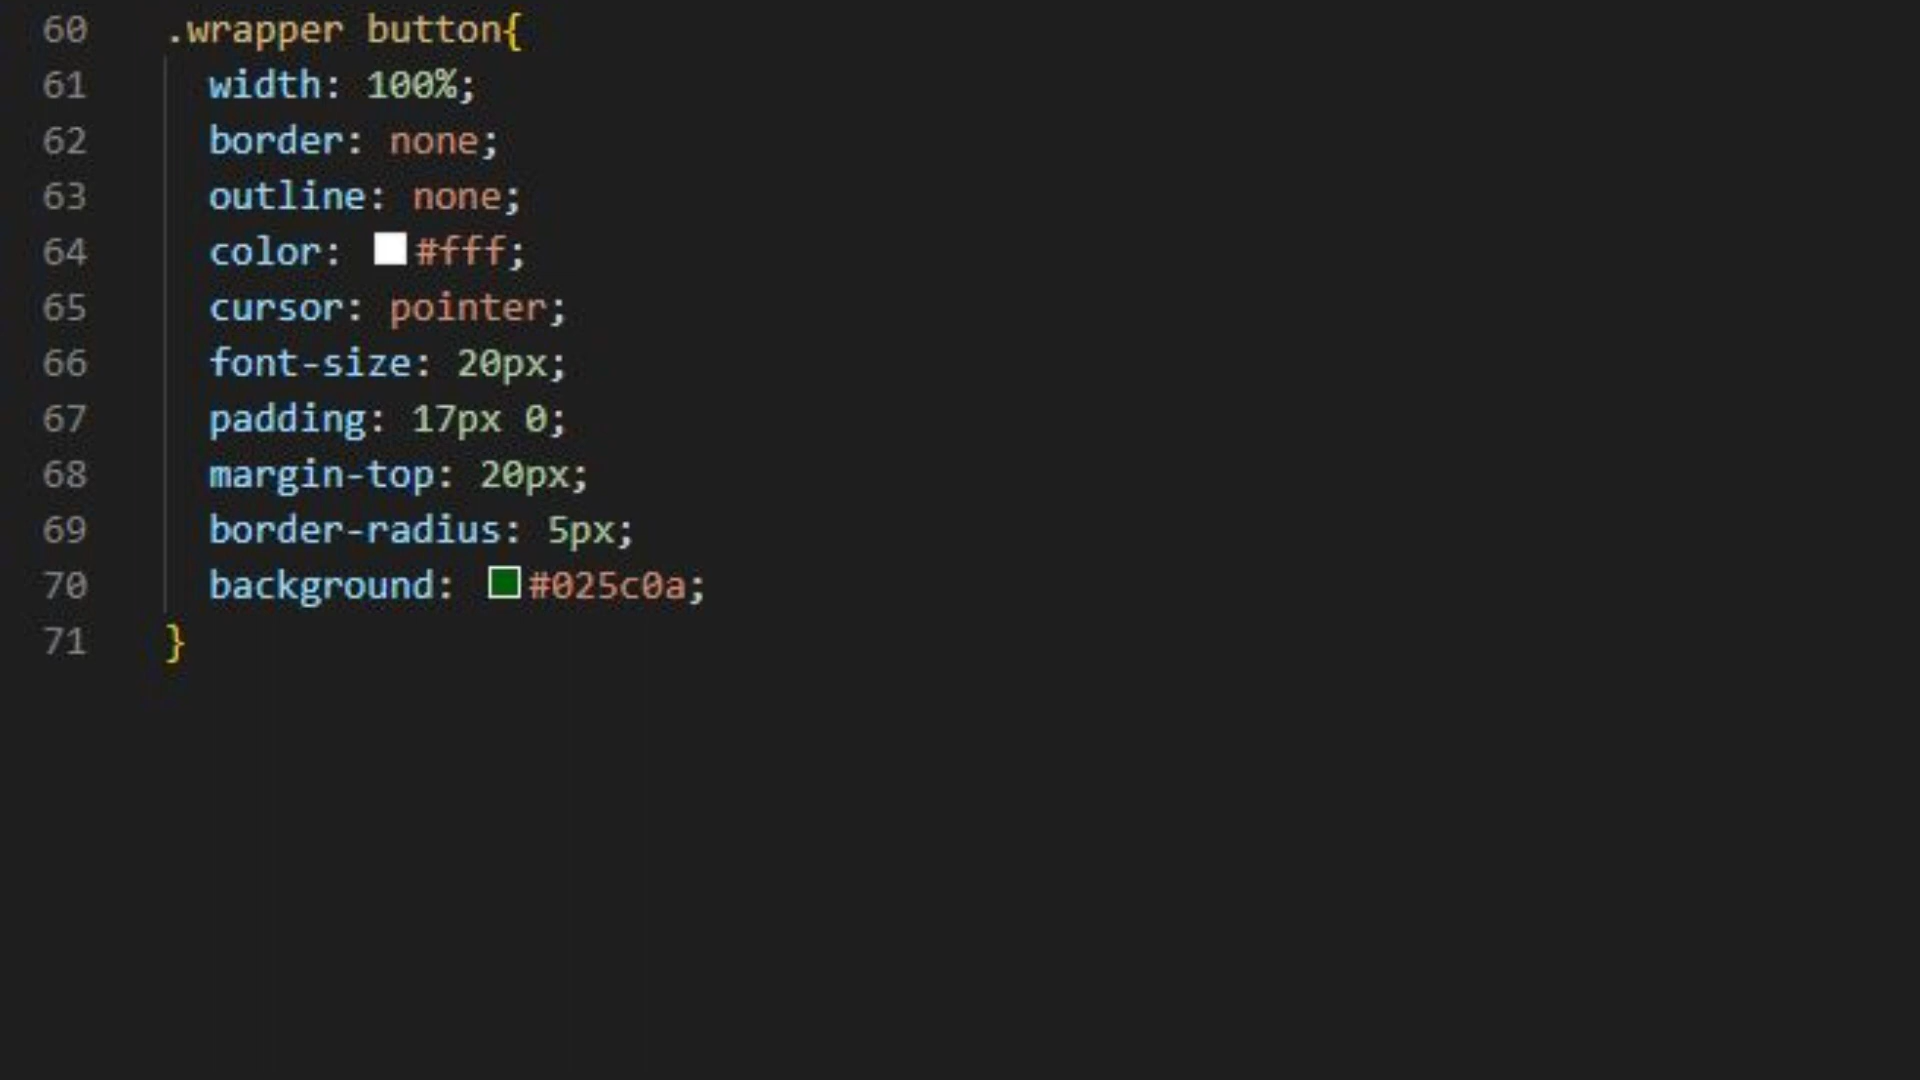 60 .wrapper button{
61 width: 100%;
62 border: none;
63 outline: none;
64 color: #fff;
65 cursor: pointer;
66 font-size: 20px;
67 padding: 17px 0;
68 margin-top: 20px;
69 border-radius: 5px;
70 background: #025c0a;
71 }